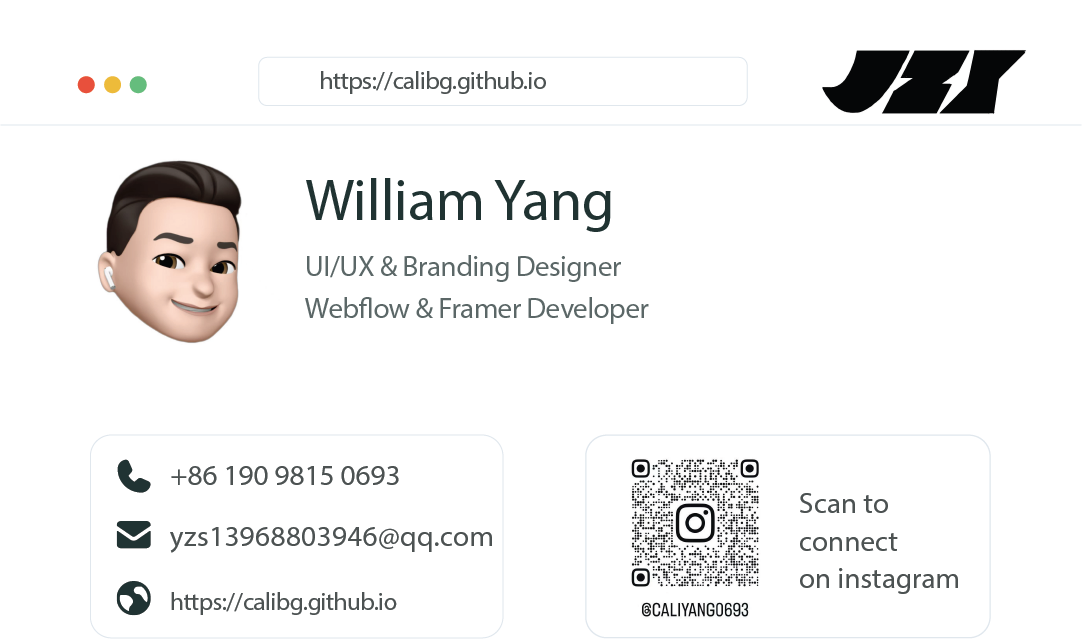 https://calibg.github.io
JZY
William Yang
UI/UX & Branding Designer
Webflow & Framer Developer
+86 190 9815 0693
yzs13968803946@qq.com
https://calibg.github.io
Scan to
connect
on instagram
@CALIYANG0693